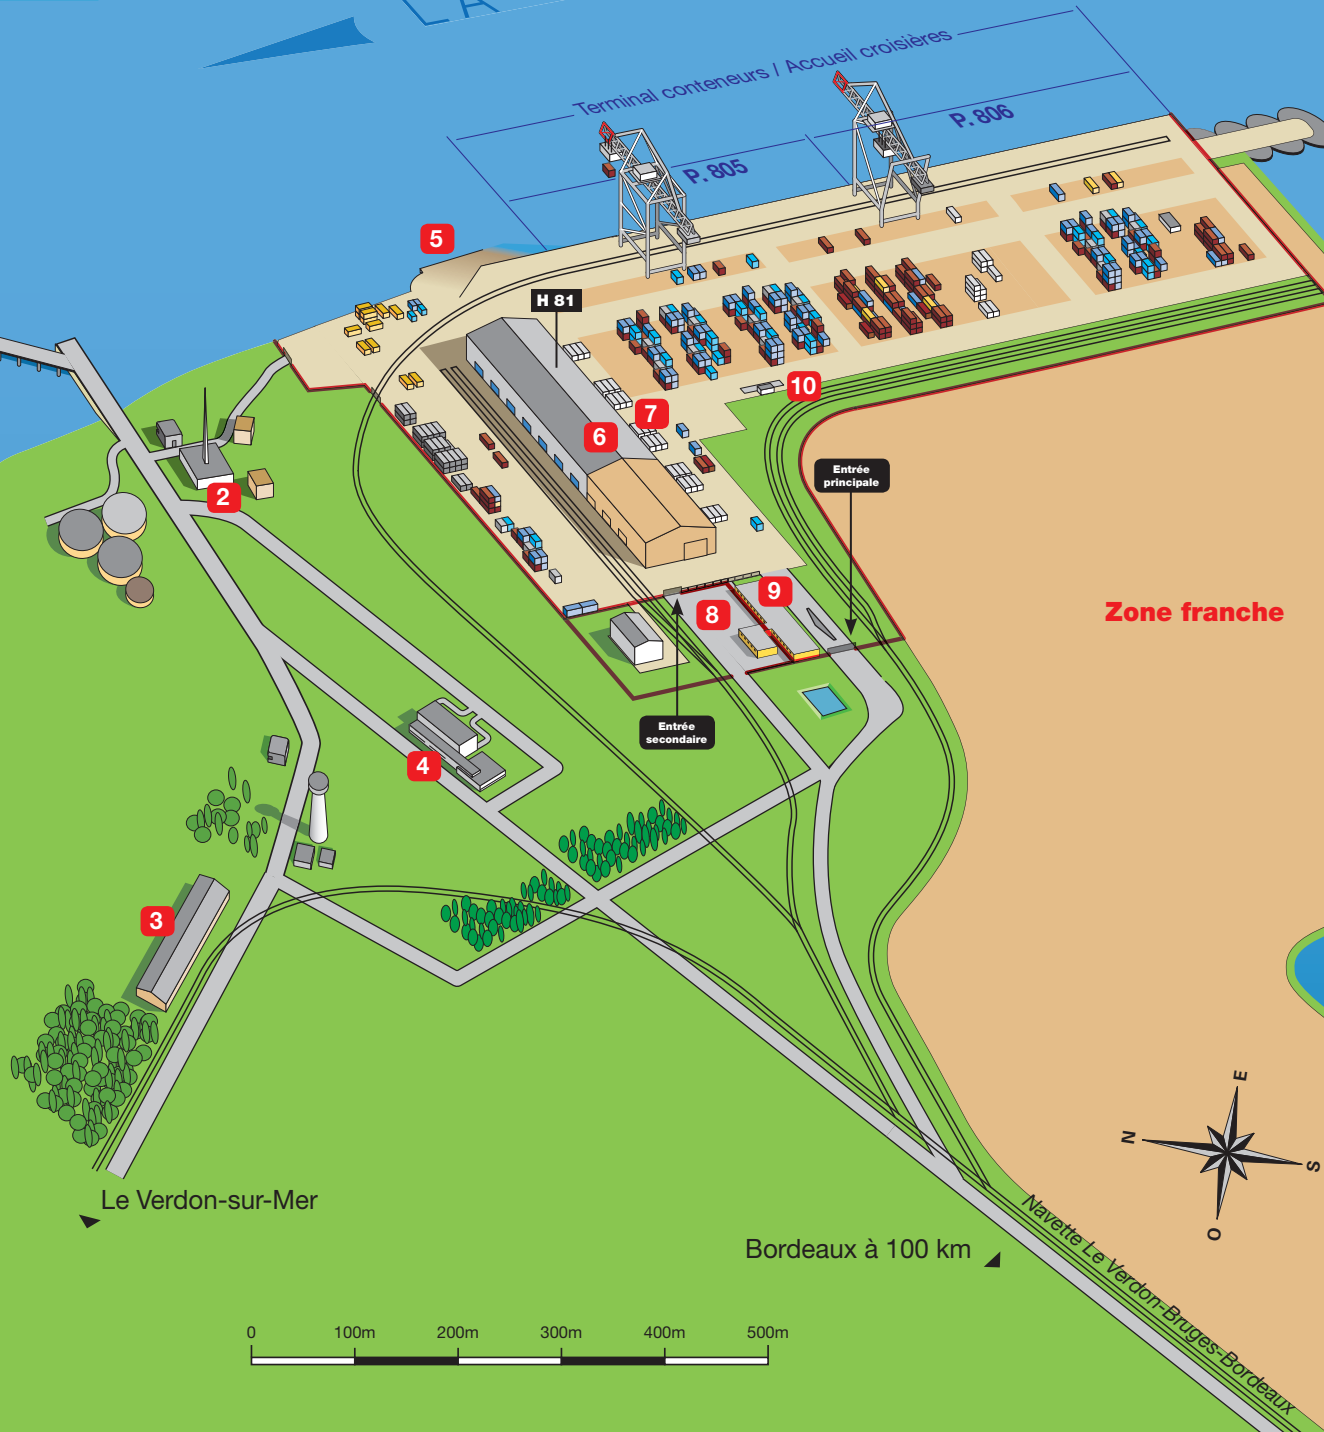 LA
Terminal conteneurs / Accueil croisières
P. 806
P. 805
5
H 81
10
7
6
Entrée
principale
2
9
8
Zone franche
Entrée
secondaire
4
3
E
N
S
O
Le Verdon-sur-Mer
Bordeaux à 100 km
Navette Le Verdon-Bruges-Bordeaux
0 100m 200m 300m 400m 500m